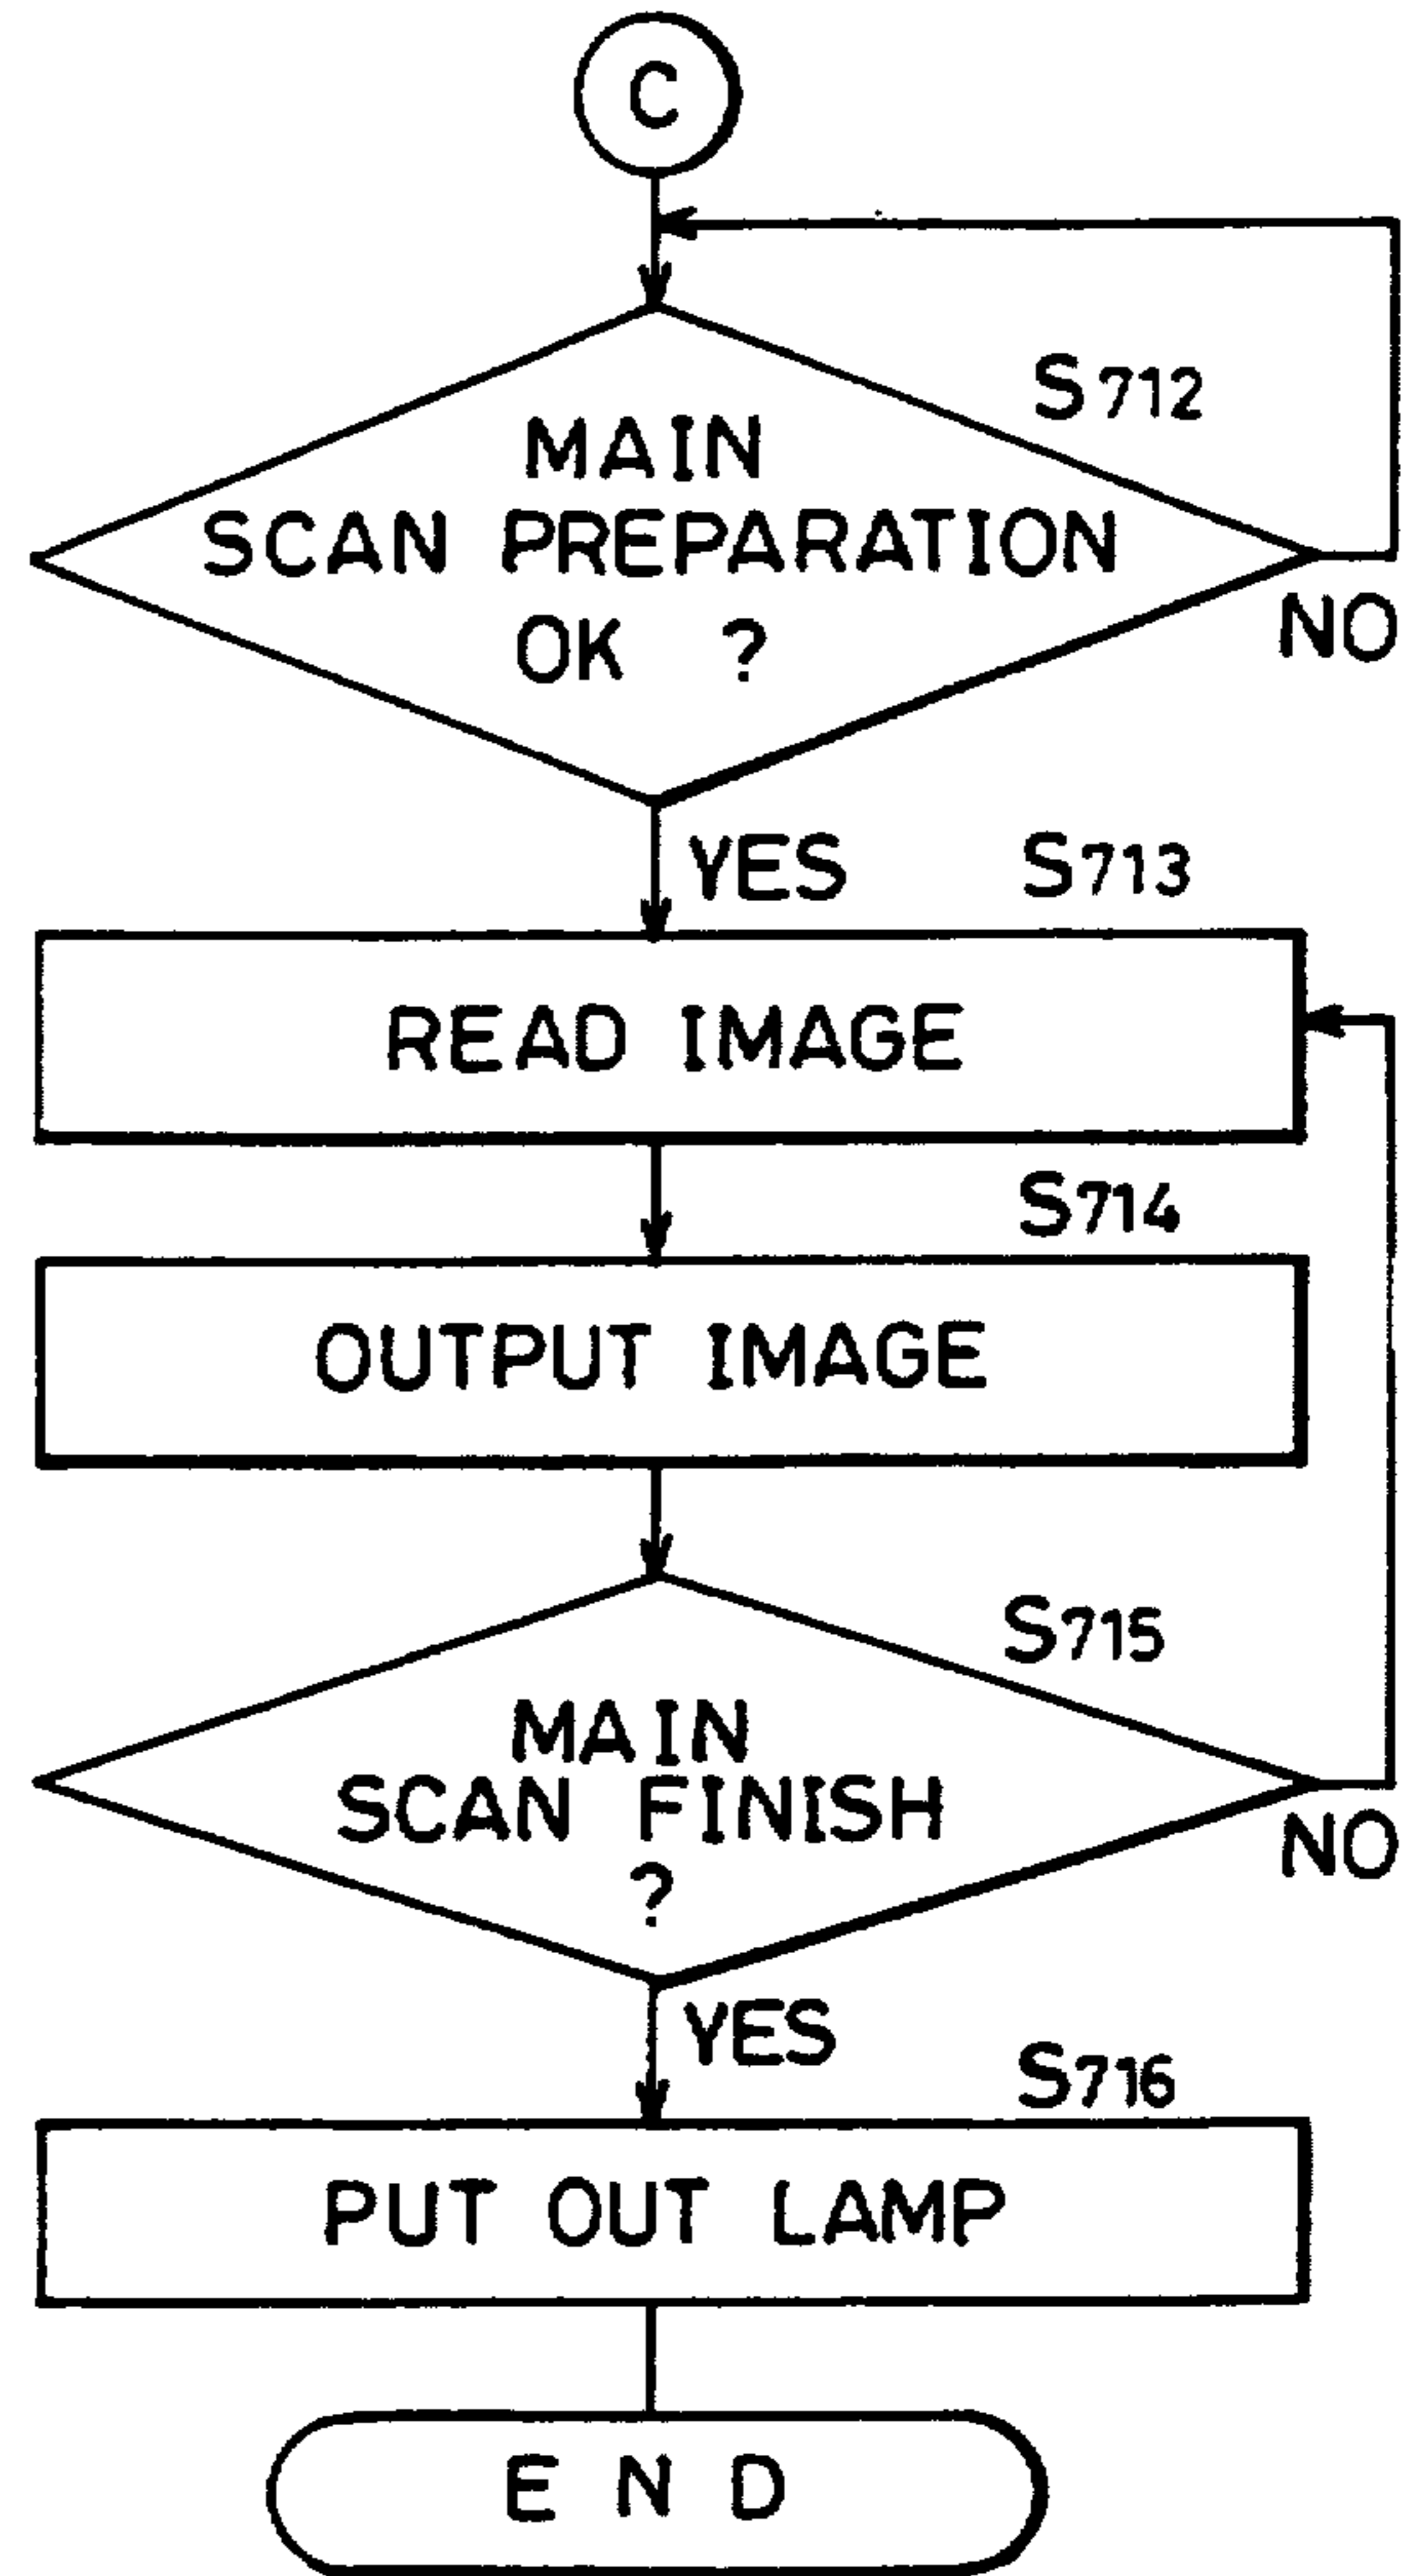 C
S712
MAIN
SCAN PREPARATION
OK ?
NO
YES
S713
READ IMAGE
S714
OUTPUT IMAGE
S715
MAIN
SCAN FINISH
?
NO
YES
S716
PUT OUT LAMP
END